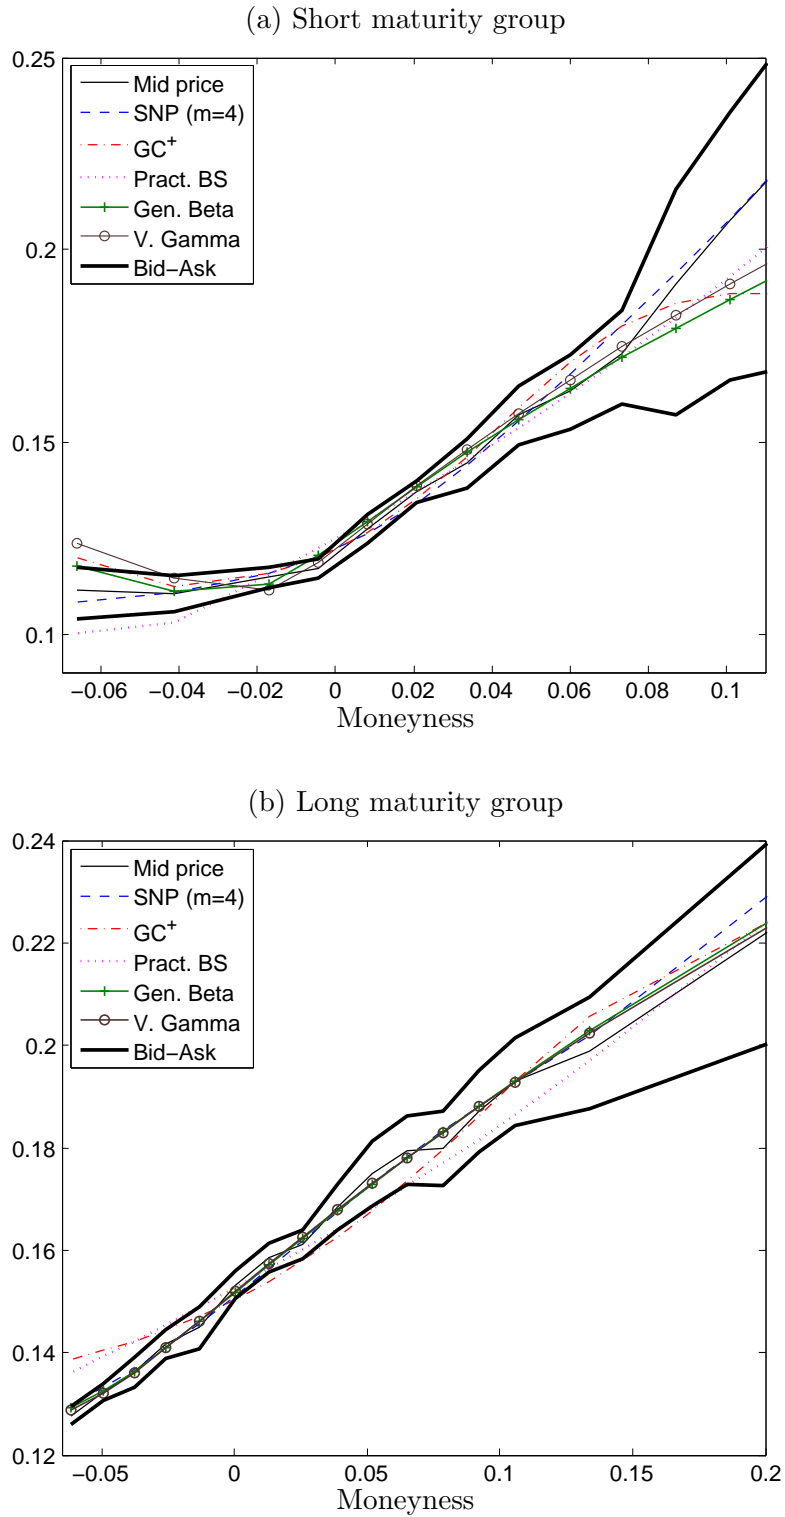 (a) Short maturity group
0.25
0.2
0.15
0.1
Mid price
SNP (m=4)
GC⁺
Pract. BS
Gen. Beta
V. Gamma
Bid−Ask
−0.06 −0.04 −0.02 0 0.02 0.04 0.06 0.08 0.1
Moneyness
(b) Long maturity group
0.24
0.22
0.2
0.18
0.16
0.14
0.12
Mid price
SNP (m=4)
GC⁺
Pract. BS
Gen. Beta
V. Gamma
Bid−Ask
−0.05 0 0.05 0.1 0.15 0.2
Moneyness